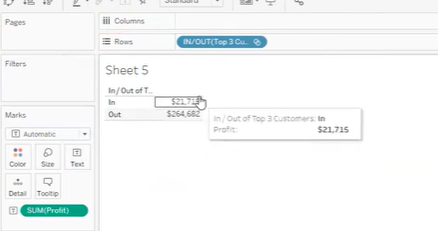 Standard
Pages
Columns
Rows
IN/OUT(Top 3 Cu..
Filters
Sheet 5
In / Out of T..
In
$21,715
Out
$264,682
In / Out of Top 3 Customers: In
Profit: $21,715
Marks
Automatic
Color
Size
Text
Detail
Tooltip
SUM(Profit)